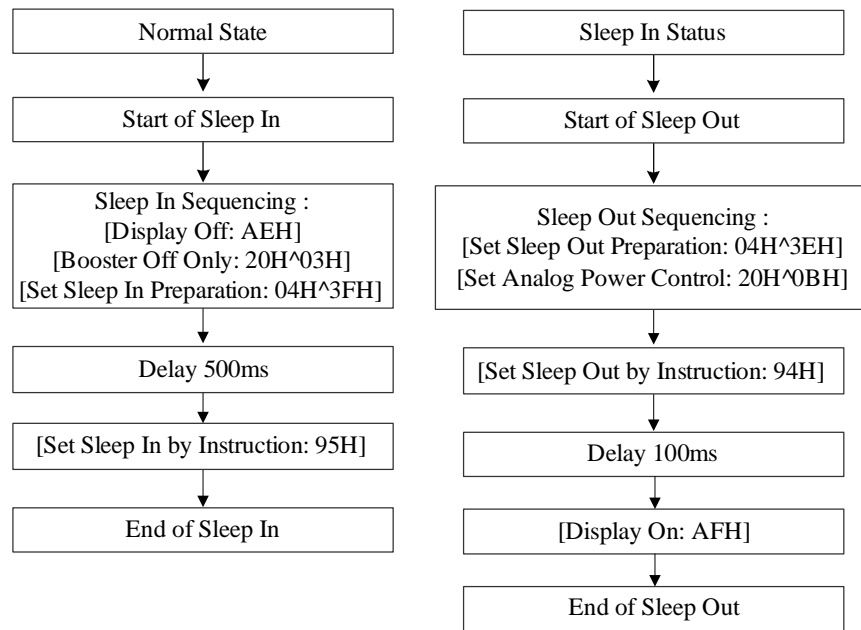 Normal State
Start of Sleep In
Sleep In Sequencing :
[Display Off: AEH]
[Booster Off Only: 20H^03H]
[Set Sleep In Preparation: 04H^3FH]
Delay 500ms
[Set Sleep In by Instruction: 95H]
End of Sleep In
Sleep In Status
Start of Sleep Out
Sleep Out Sequencing :
[Set Sleep Out Preparation: 04H^3EH]
[Set Analog Power Control: 20H^0BH]
[Set Sleep Out by Instruction: 94H]
Delay 100ms
[Display On: AFH]
End of Sleep Out